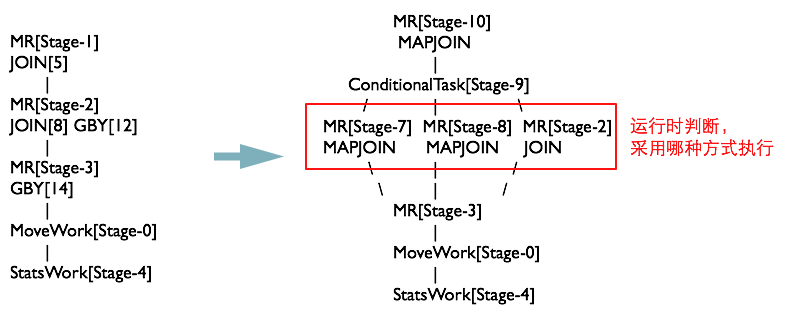 MR[Stage-1]
JOIN[5]
MR[Stage-2]
JOIN[8] GBY[12]
MR[Stage-3]
GBY[14]
MoveWork[Stage-0]
StatsWork[Stage-4]
MR[Stage-10]
MAPJOIN
ConditionalTask[Stage-9]
MR[Stage-7] MR[Stage-8] MR[Stage-2]
MAPJOIN MAPJOIN JOIN
运行时判断，
采用哪种方式执行
MR[Stage-3]
MoveWork[Stage-0]
StatsWork[Stage-4]